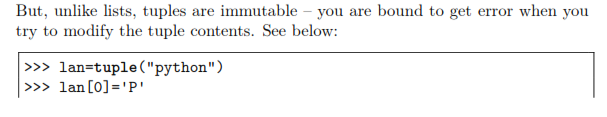 But, unlike lists, tuples are immutable – you are bound to get error when you
try to modify the tuple contents. See below:
>>> lan=tuple("python")
>>> lan[0]='P'